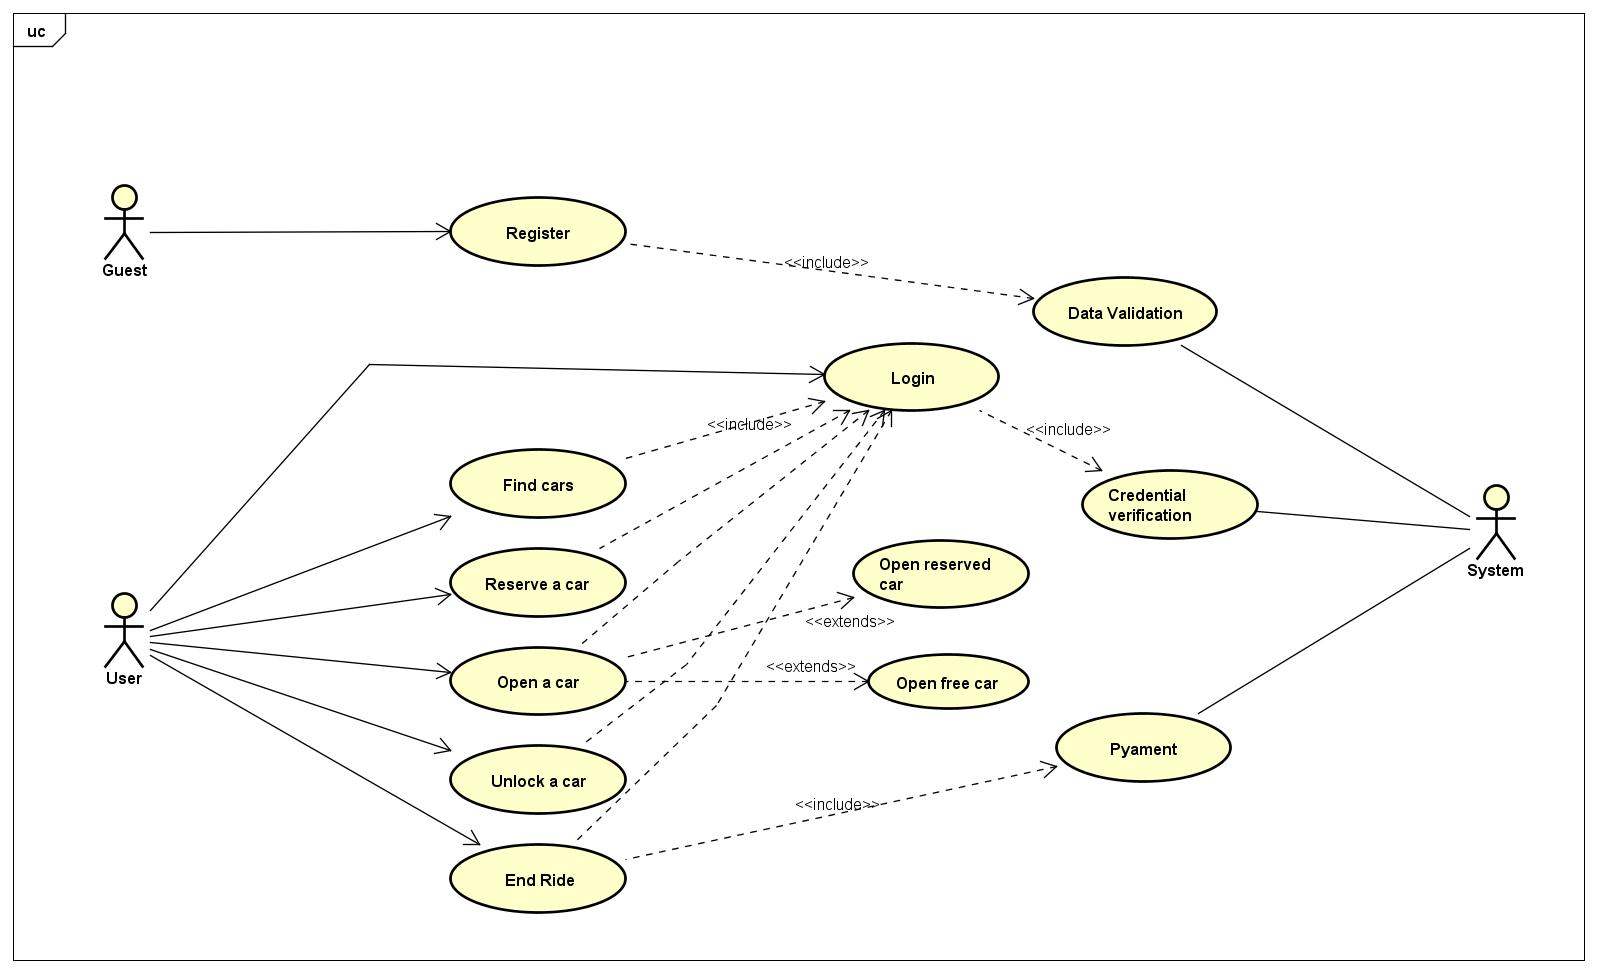 uc
Guest
Register
<<include>>
Data Validation
Login
<<include>>
<<include>>
Find cars
Credential
verification
Open reserved
car
System
Reserve a car
<<extends>>
User
Open a car
<<extends>>
Open free car
Pyament
Unlock a car
<<include>>
End Ride